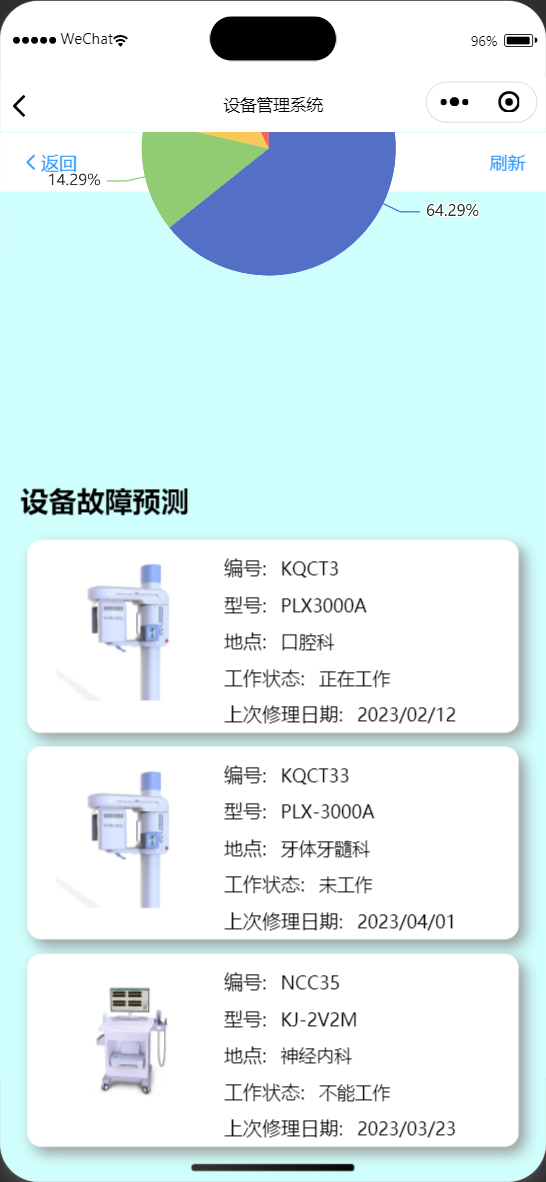 WeChat
96%
设备管理系统
返回
刷新
14.29%
64.29%
设备故障预测
编号: KQCT3
型号: PLX3000A
地点: 口腔科
工作状态: 正在工作
上次修理日期: 2023/02/12
编号: KQCT33
型号: PLX-3000A
地点: 牙体牙髓科
工作状态: 未工作
上次修理日期: 2023/04/01
编号: NCC35
型号: KJ-2V2M
地点: 神经内科
工作状态: 不能工作
上次修理日期: 2023/03/23